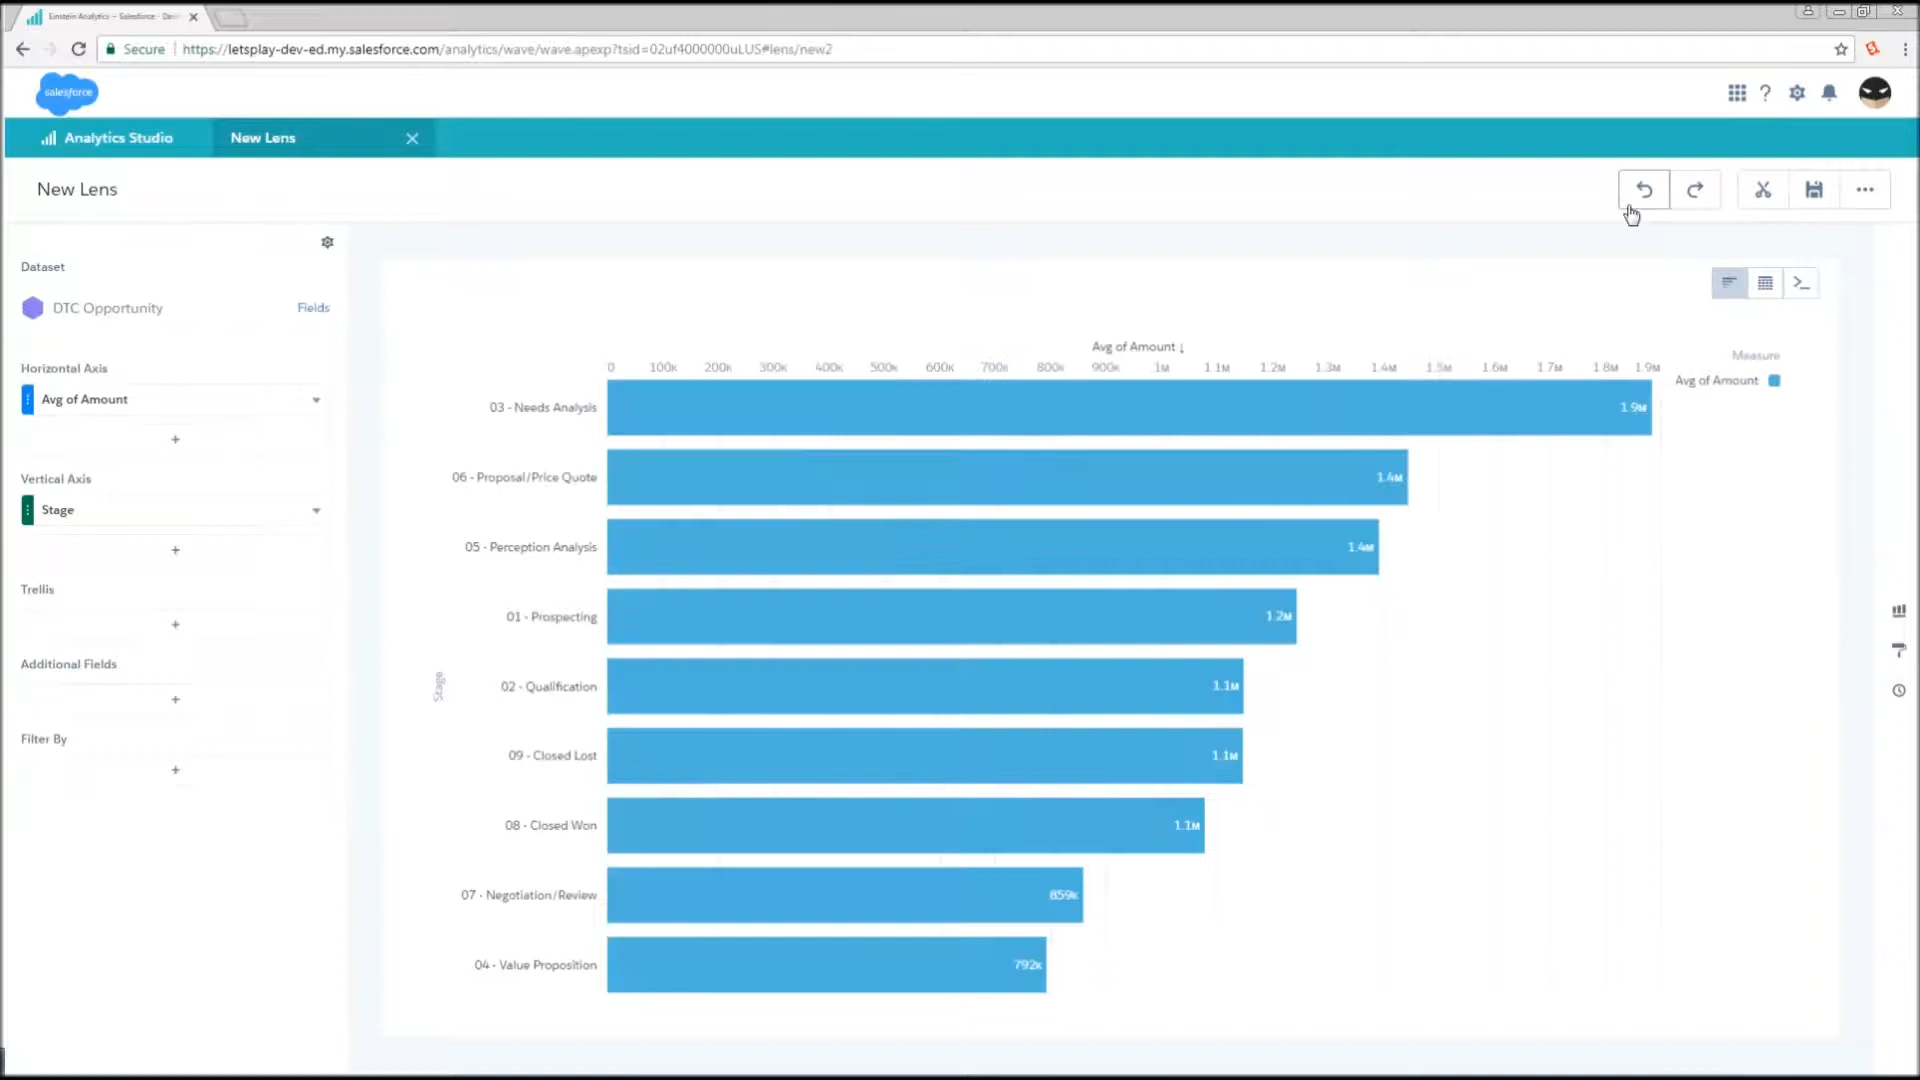 Einstein Analytics – Salesforce - Dev
Secure | https://letsplay-dev-ed.my.salesforce.com/analytics/wave/wave.apexp?tsid=02uf4000000uLUS#lens/new2
salesforce
Analytics Studio
New Lens
New Lens
Dataset
DTC Opportunity
Fields
Horizontal Axis
Avg of Amount
+
Vertical Axis
Stage
+
Trellis
+
Additional Fields
+
Filter By
+
Avg of Amount ↓
0 100K 200K 300K 400K 500K 600K 700K 800K 900K 1M 1.1M 1.2M 1.3M 1.4M 1.5M 1.6M 1.7M 1.8M 1.9M
Measure
Avg of Amount
Stage
03 - Needs Analysis 1.9M
06 - Proposal/Price Quote 1.4M
05 - Perception Analysis 1.4M
01 - Prospecting 1.2M
02 - Qualification 1.1M
09 - Closed Lost 1.1M
08 - Closed Won 1.1M
07 - Negotiation/Review 859K
04 - Value Proposition 792K